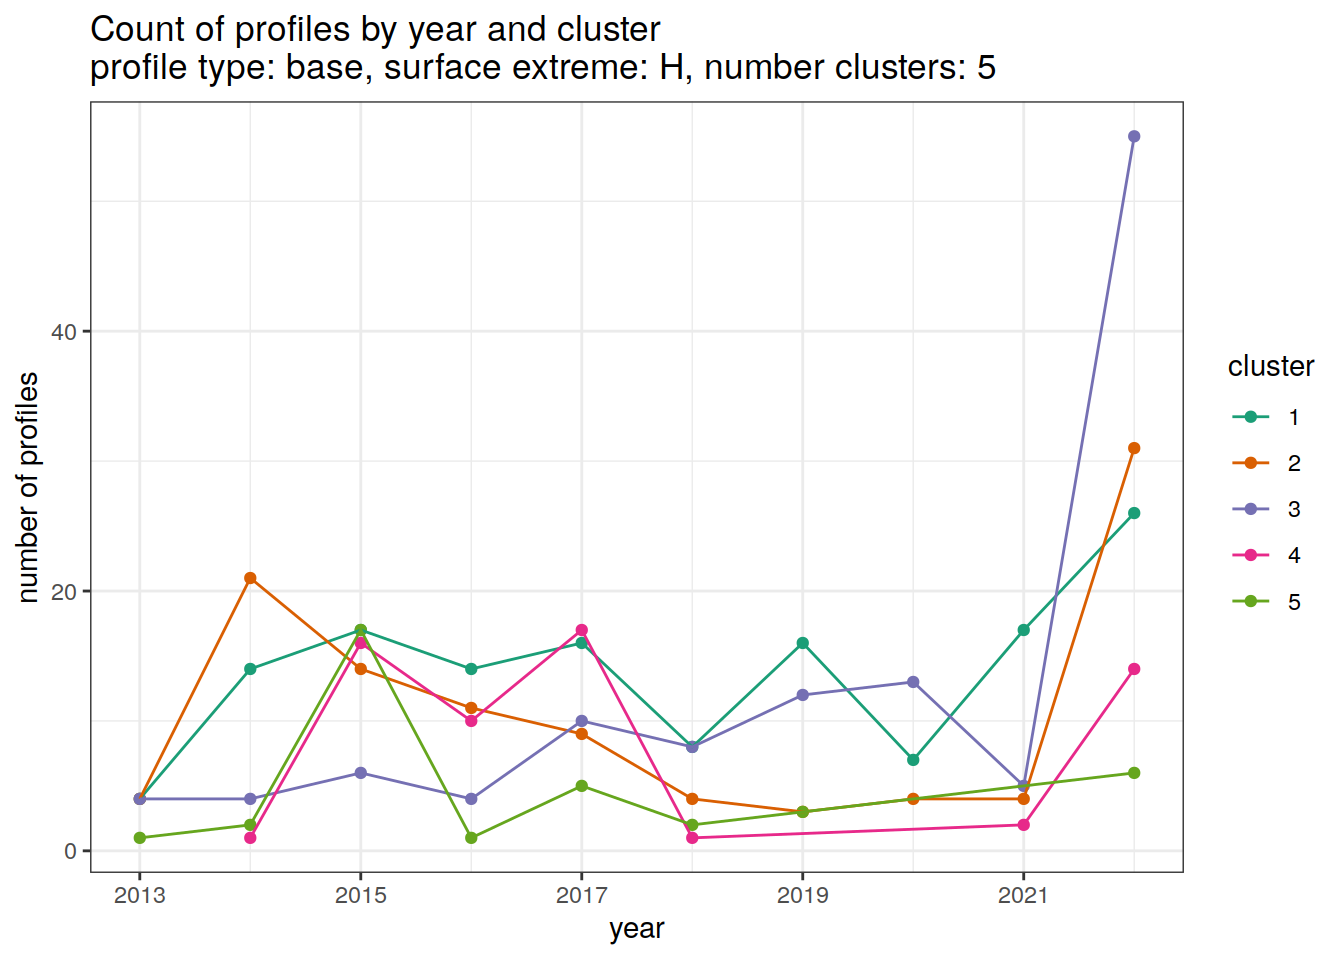 Count of profiles by year and cluster
profile type: base, surface extreme: H, number clusters: 5
number of profiles
40
20
0
2013
2015
2017
2019
2021
year
cluster
1
2
3
4
5